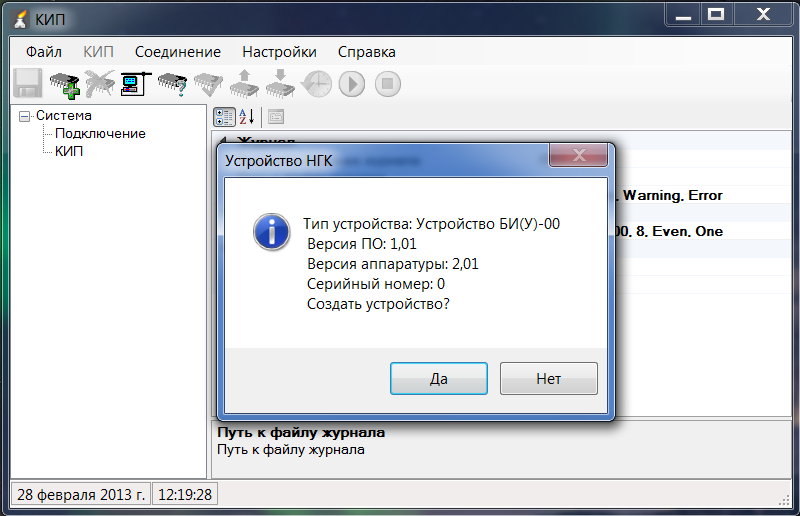 КИП
Файл КИП Соединение Настройки Справка
Система
Подключение
КИП
Журнал
Warning, Error
00, 8, Even, One
Устройство НГК
Тип устройства: Устройство БИ(У)-00
Версия ПО: 1,01
Версия аппаратуры: 2,01
Серийный номер: 0
Создать устройство?
Да Нет
Путь к файлу журнала
Путь к файлу журнала
28 февраля 2013 г. 12:19:28